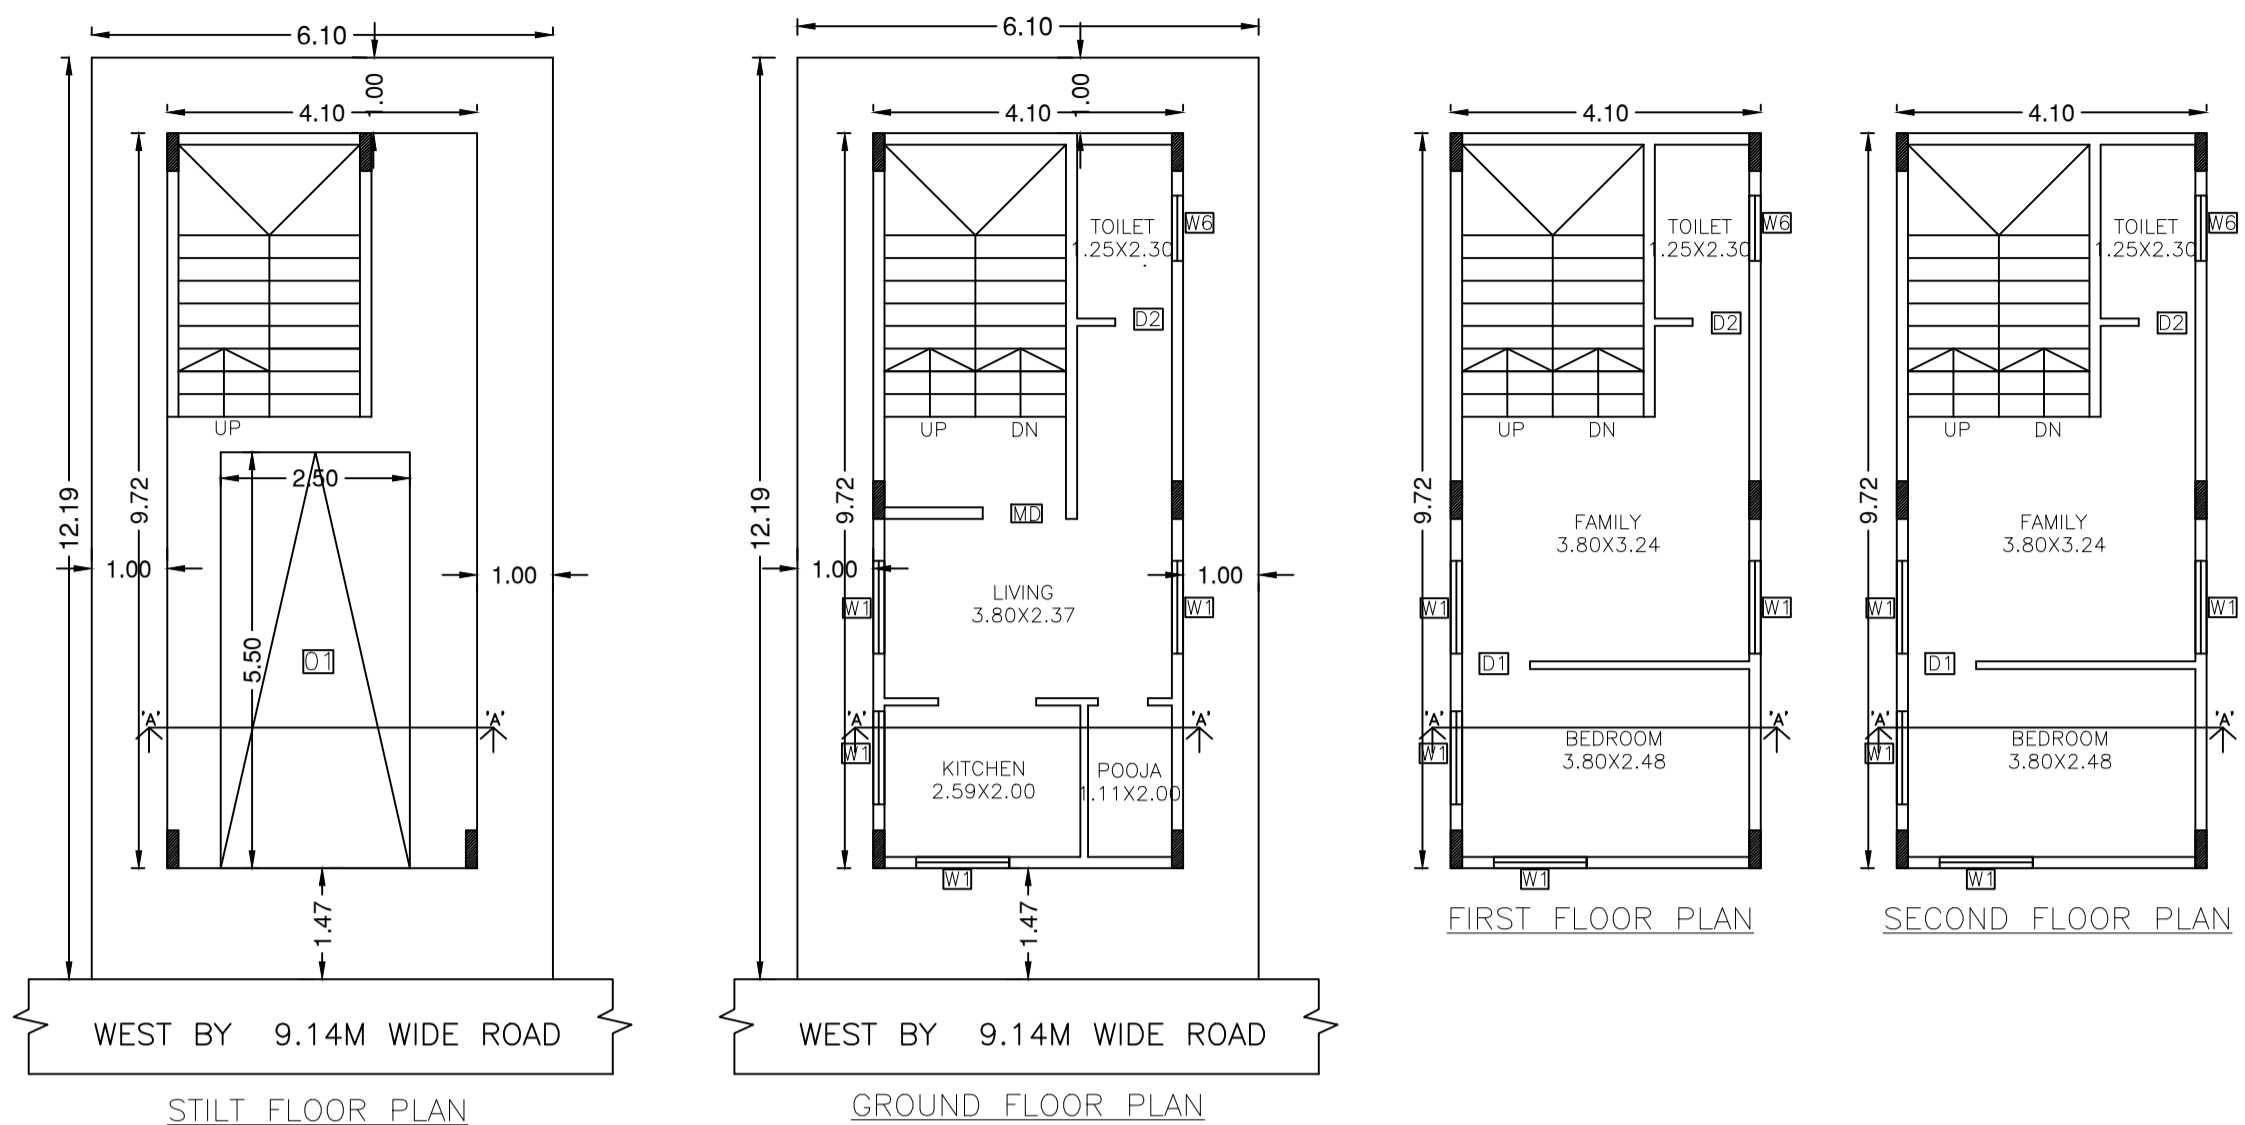 6.10
1.00
4.10
12.19
9.72
UP
2.50
5.50
1.00
1.00
01
'A'
'A'
1.47
WEST BY 9.14M WIDE ROAD
STILT FLOOR PLAN
6.10
1.00
4.10
12.19
9.72
TOILET
1.25X2.30
W6
D2
UP
DN
MD
1.00
1.00
LIVING
3.80X2.37
W1
W1
'A'
'A'
W1
KITCHEN
2.59X2.00
POOJA
1.11X2.00
W1
1.47
WEST BY 9.14M WIDE ROAD
GROUND FLOOR PLAN
4.10
9.72
TOILET
1.25X2.30
W6
D2
UP
DN
FAMILY
3.80X3.24
W1
W1
D1
'A'
'A'
W1
BEDROOM
3.80X2.48
W1
FIRST FLOOR PLAN
4.10
9.72
TOILET
1.25X2.30
W6
D2
UP
DN
FAMILY
3.80X3.24
W1
W1
D1
'A'
'A'
W1
BEDROOM
3.80X2.48
W1
SECOND FLOOR PLAN